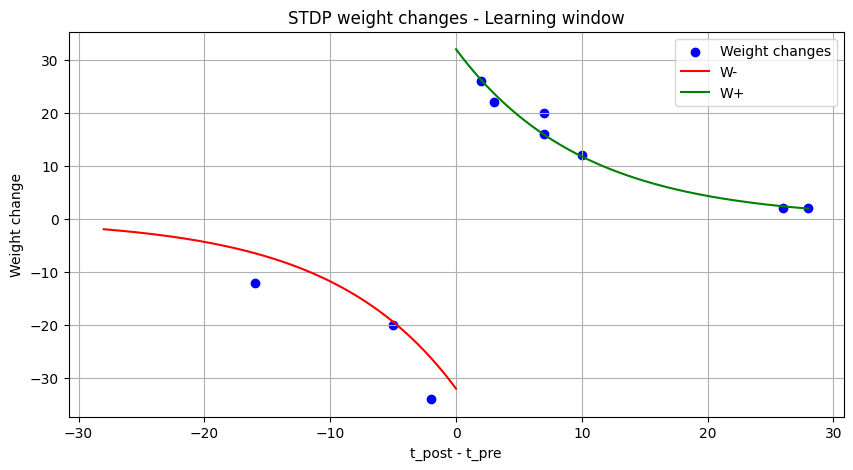 STDP weight changes - Learning window
Weight changes
W-
W+
30
20
10
0
−10
−20
−30
Weight change
−30
−20
−10
0
10
20
30
t_post - t_pre